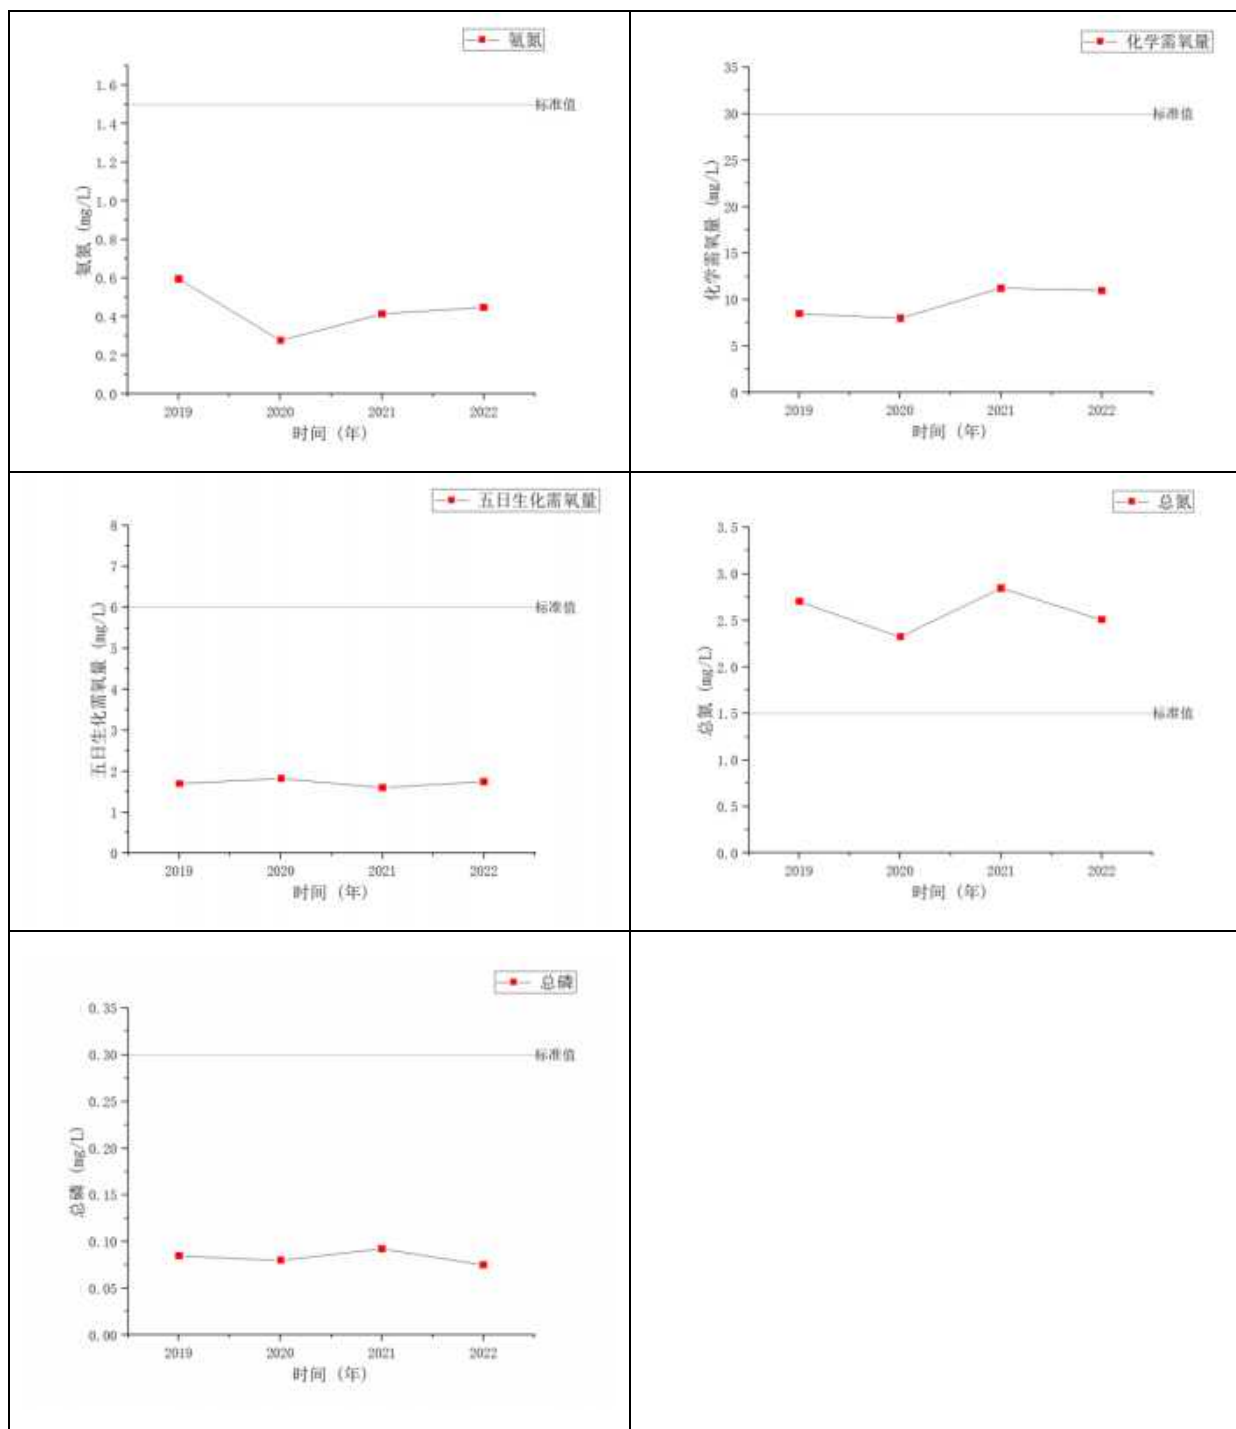 氨氮
1.6
1.4
1.2
1.0
0.8
0.6
0.4
0.2
0.0
氨氮 (mg/L)
标准值
2019 2020 2021 2022
时间 (年)
化学需氧量
35
30
25
20
15
10
5
0
化学需氧量 (mg/L)
标准值
2019 2020 2021 2022
时间 (年)
五日生化需氧量
8
7
6
5
4
3
2
1
0
五日生化需氧量 (mg/L)
标准值
2019 2020 2021 2022
时间 (年)
总氮
3.5
3.0
2.5
2.0
1.5
1.0
0.5
0.0
总氮 (mg/L)
标准值
2019 2020 2021 2022
时间 (年)
总磷
0.35
0.30
0.25
0.20
0.15
0.10
0.05
0.00
总磷 (mg/L)
标准值
2019 2020 2021 2022
时间 (年)